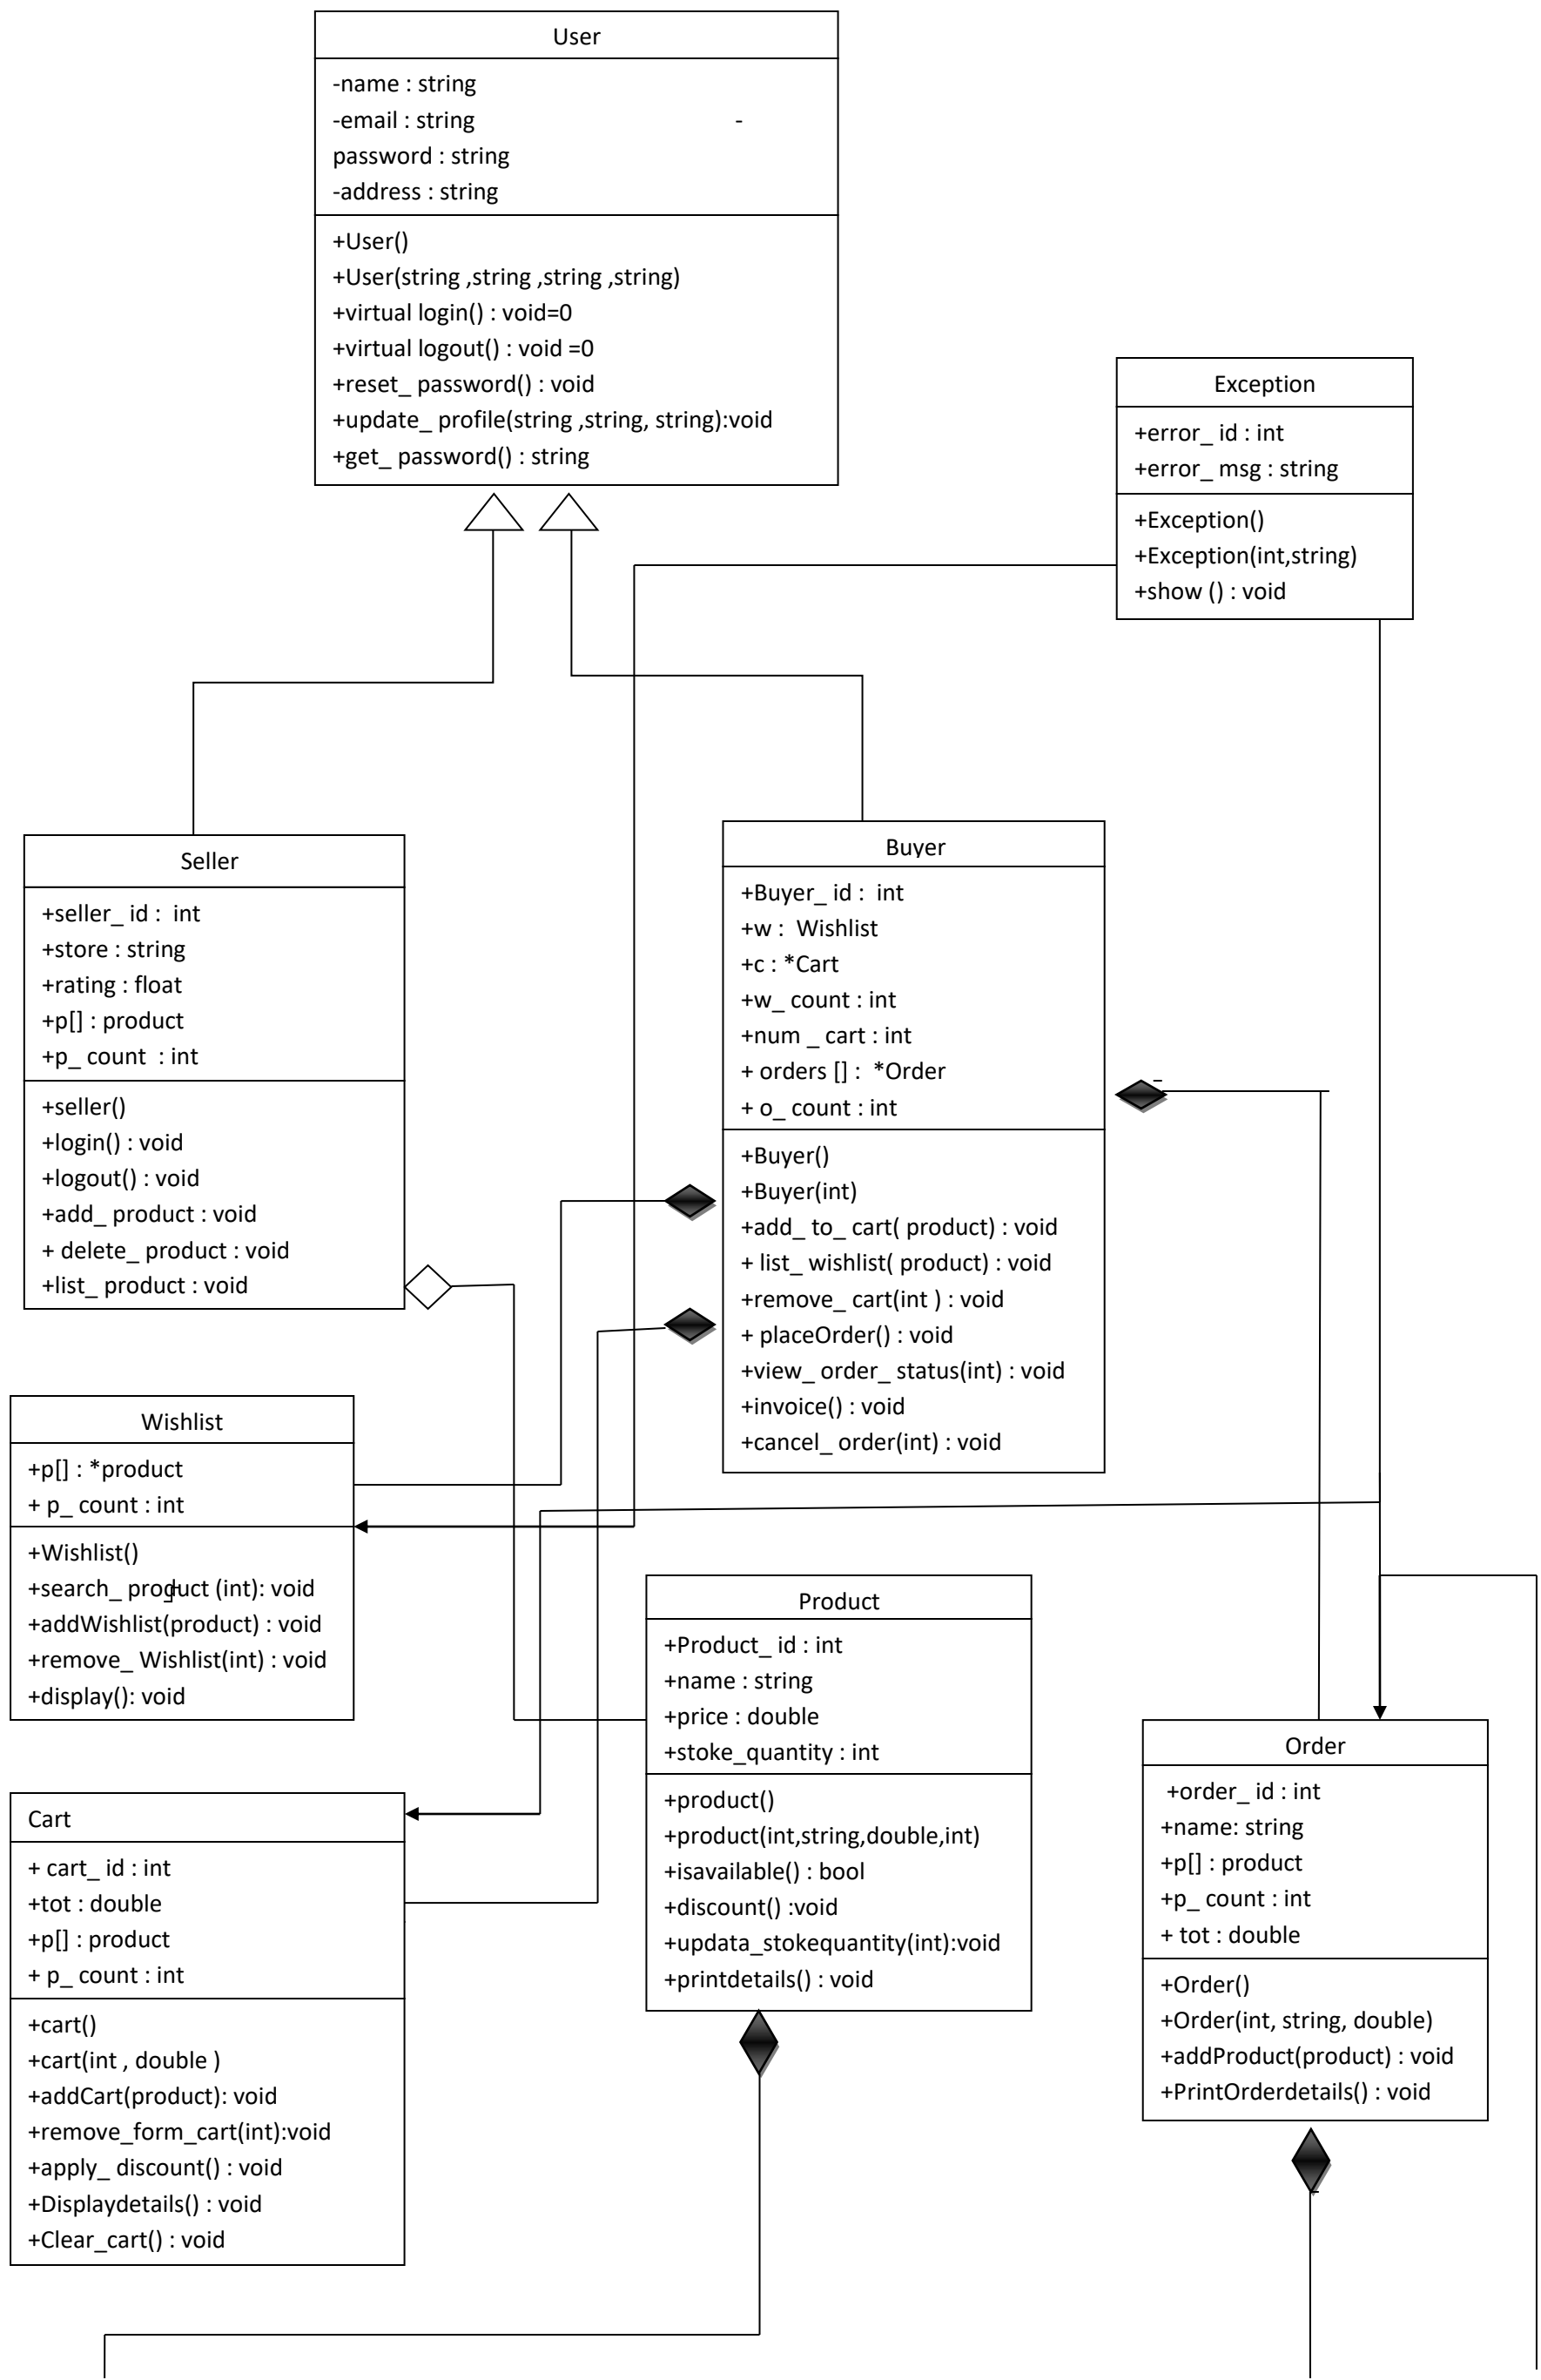 User
-name : string
-email : string -
password : string
-address : string
+User()
+User(string ,string ,string ,string)
+virtual login() : void=0
+virtual logout() : void =0
+reset_ password() : void
+update_ profile(string ,string, string):void
+get_ password() : string
Exception
+error_ id : int
+error_ msg : string
+Exception()
+Exception(int,string)
+show () : void
Seller
+seller_ id :  int
+store : string
+rating : float
+p[] : product
+p_ count  : int
+seller()
+login() : void
+logout() : void
+add_ product : void
+ delete_ product : void
+list_ product : void
Buyer
+Buyer_ id :  int
+w :  Wishlist
+c : *Cart
+w_ count : int
+num _ cart : int
+ orders [] :  *Order
+ o_ count : int
+Buyer()
+Buyer(int)
+add_ to_ cart( product) : void
+ list_ wishlist( product) : void
+remove_ cart(int ) : void
+ placeOrder() : void
+view_ order_ status(int) : void
+invoice() : void
+cancel_ order(int) : void
Wishlist
+p[] : *product
+ p_ count : int
+Wishlist()
+search_ product (int): void
+addWishlist(product) : void
+remove_ Wishlist(int) : void
+display(): void
Product
+Product_ id : int
+name : string
+price : double
+stoke_quantity : int
+product()
+product(int,string,double,int)
+isavailable() : bool
+discount() :void
+updata_stokequantity(int):void
+printdetails() : void
Order
+order_ id : int
+name: string
+p[] : product
+p_ count : int
+ tot : double
+Order()
+Order(int, string, double)
+addProduct(product) : void
+PrintOrderdetails() : void
Cart
+ cart_ id : int
+tot : double
+p[] : product
+ p_ count : int
+cart()
+cart(int , double )
+addCart(product): void
+remove_form_cart(int):void
+apply_ discount() : void
+Displaydetails() : void
+Clear_cart() : void